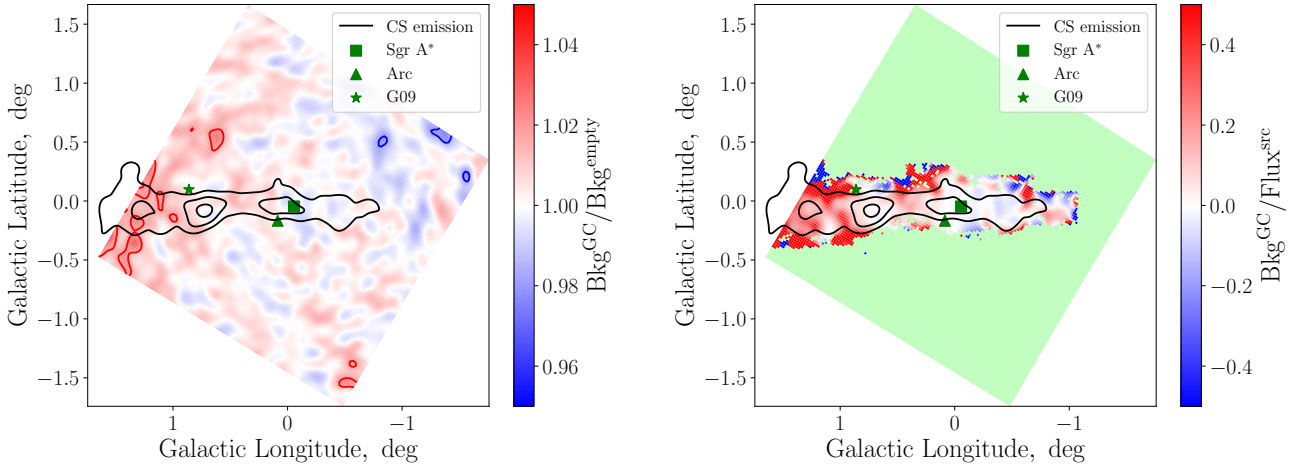 1.5
1.0
0.5
0.0
−0.5
−1.0
−1.5
Galactic Latitude, deg
1
0
−1
Galactic Longitude, deg
CS emission
Sgr A*
Arc
G09
1.04
1.02
1.00
0.98
0.96
Bkg^GC/Bkg^empty
1.5
1.0
0.5
0.0
−0.5
−1.0
−1.5
Galactic Latitude, deg
1
0
−1
Galactic Longitude, deg
CS emission
Sgr A*
Arc
G09
0.4
0.2
0.0
−0.2
−0.4
Bkg^GC/Flux^src